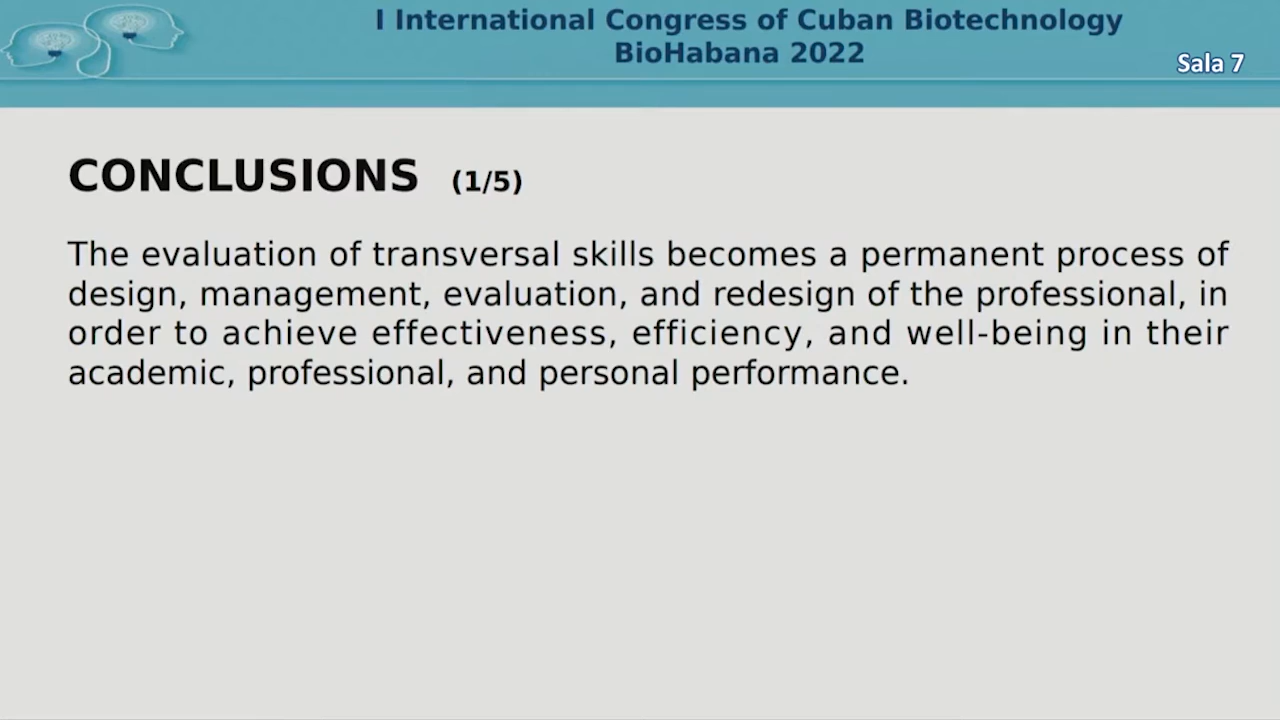 I International Congress of Cuban Biotechnology
BioHabana 2022
Sala 7
CONCLUSIONS (1/5)
The evaluation of transversal skills becomes a permanent process of
design, management, evaluation, and redesign of the professional, in
order to achieve effectiveness, efficiency, and well-being in their
academic, professional, and personal performance.